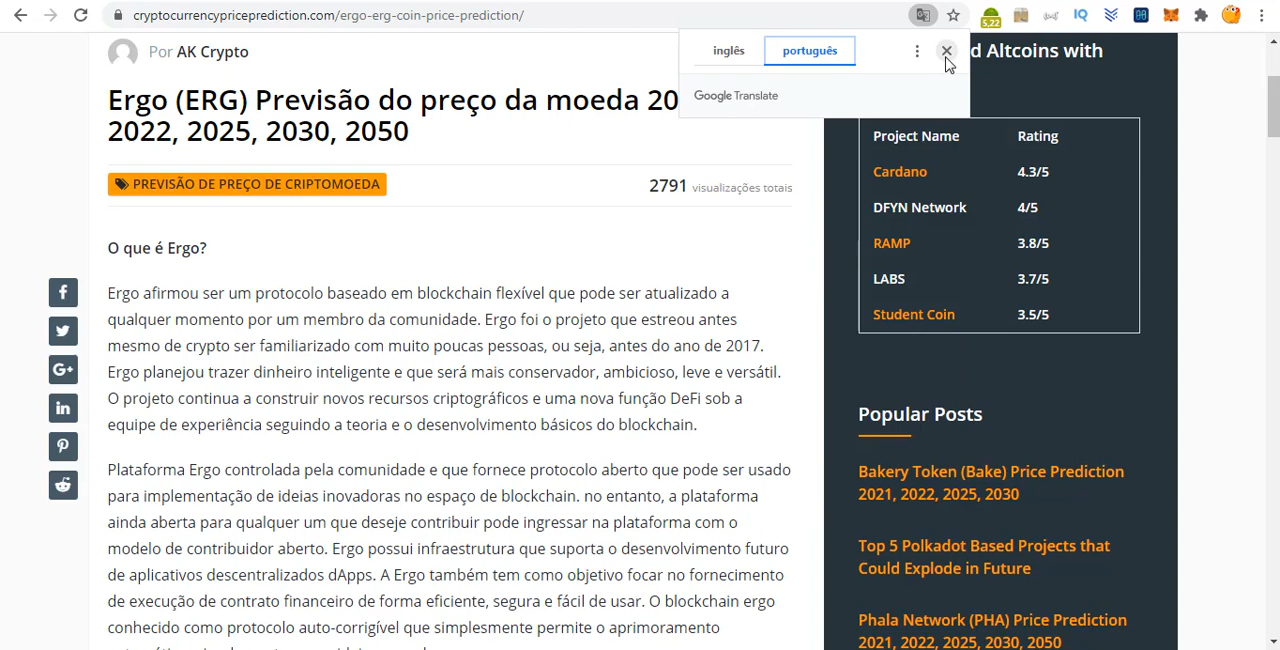 cryptocurrencypriceprediction.com/ergo-erg-coin-price-prediction/
5,22
IQ
inglês português
Google Translate
Por AK Crypto
Ergo (ERG) Previsão do preço da moeda 20
2022, 2025, 2030, 2050
PREVISÃO DE PREÇO DE CRIPTOMOEDA
2791 visualizações totais
O que é Ergo?
Ergo afirmou ser um protocolo baseado em blockchain flexível que pode ser atualizado a
qualquer momento por um membro da comunidade. Ergo foi o projeto que estreou antes
mesmo de crypto ser familiarizado com muito poucas pessoas, ou seja, antes do ano de 2017.
Ergo planejou trazer dinheiro inteligente e que será mais conservador, ambicioso, leve e versátil.
O projeto continua a construir novos recursos criptográficos e uma nova função DeFi sob a
equipe de experiência seguindo a teoria e o desenvolvimento básicos do blockchain.
Plataforma Ergo controlada pela comunidade e que fornece protocolo aberto que pode ser usado
para implementação de ideias inovadoras no espaço de blockchain. no entanto, a plataforma
ainda aberta para qualquer um que deseje contribuir pode ingressar na plataforma com o
modelo de contribuidor aberto. Ergo possui infraestrutura que suporta o desenvolvimento futuro
de aplicativos descentralizados dApps. A Ergo também tem como objetivo focar no fornecimento
de execução de contrato financeiro de forma eficiente, segura e fácil de usar. O blockchain ergo
conhecido como protocolo auto-corrigível que simplesmente permite o aprimoramento
d Altcoins with
Project Name Rating
Cardano 4.3/5
DFYN Network 4/5
RAMP 3.8/5
LABS 3.7/5
Student Coin 3.5/5
Popular Posts
Bakery Token (Bake) Price Prediction
2021, 2022, 2025, 2030
Top 5 Polkadot Based Projects that
Could Explode in Future
Phala Network (PHA) Price Prediction
2021, 2022, 2025, 2030, 2050